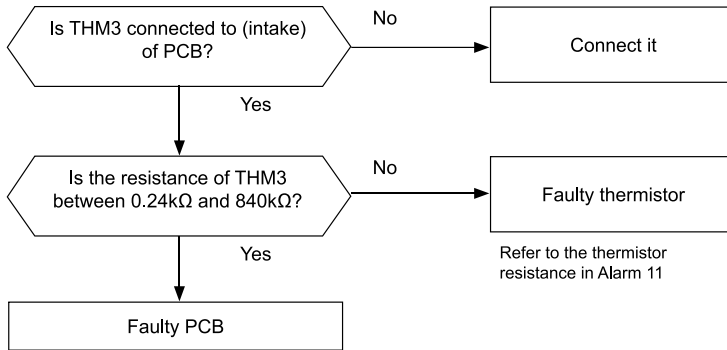 Is THM3 connected to (intake)
of PCB?
No
Connect it
Yes
Is the resistance of THM3
between 0.24kΩ and 840kΩ?
No
Faulty thermistor
Yes
Refer to the thermistor
resistance in Alarm 11
Faulty PCB